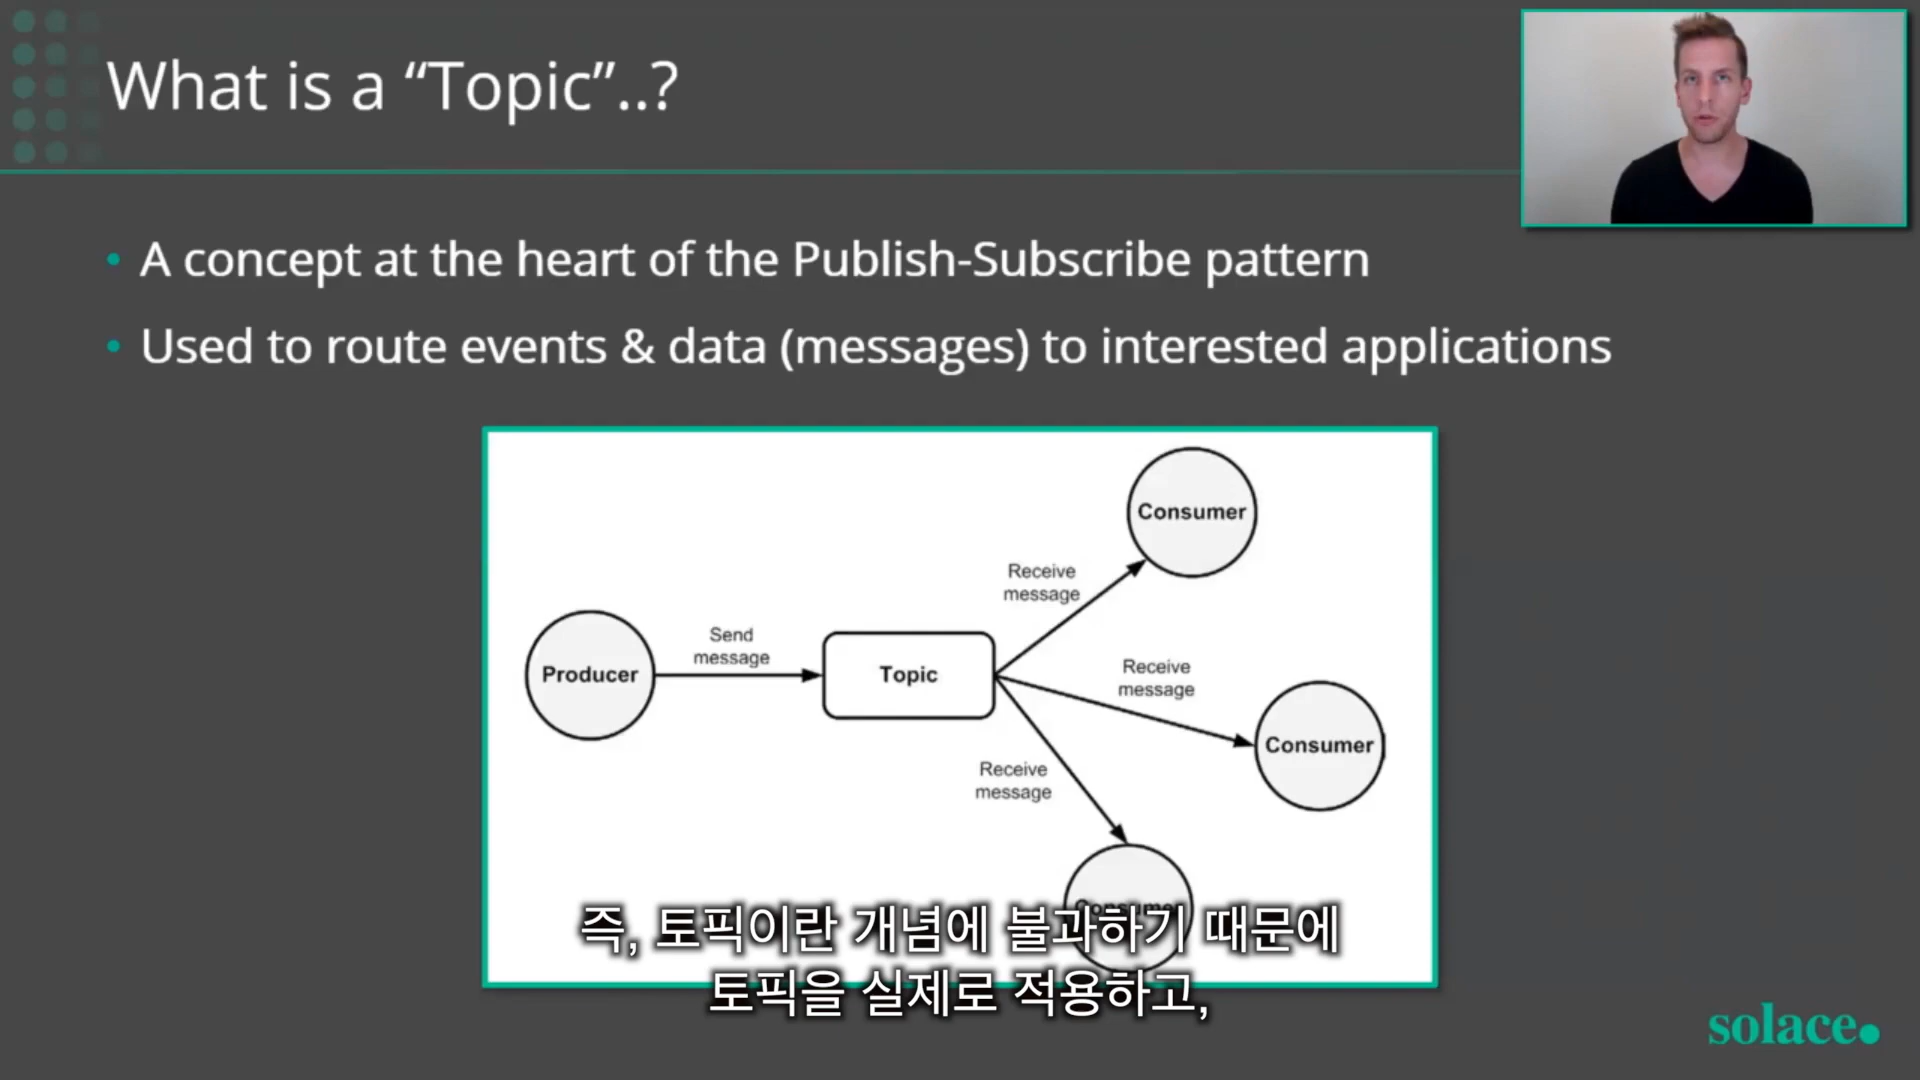 What is a “Topic”..?
• A concept at the heart of the Publish-Subscribe pattern
• Used to route events & data (messages) to interested applications
Consumer
Receive
message
Send
message
Producer
Topic
Receive
message
Consumer
Receive
message
Consumer
즉, 토픽이란 개념에 불과하기 때문에
토픽을 실제로 적용하고,
solace.